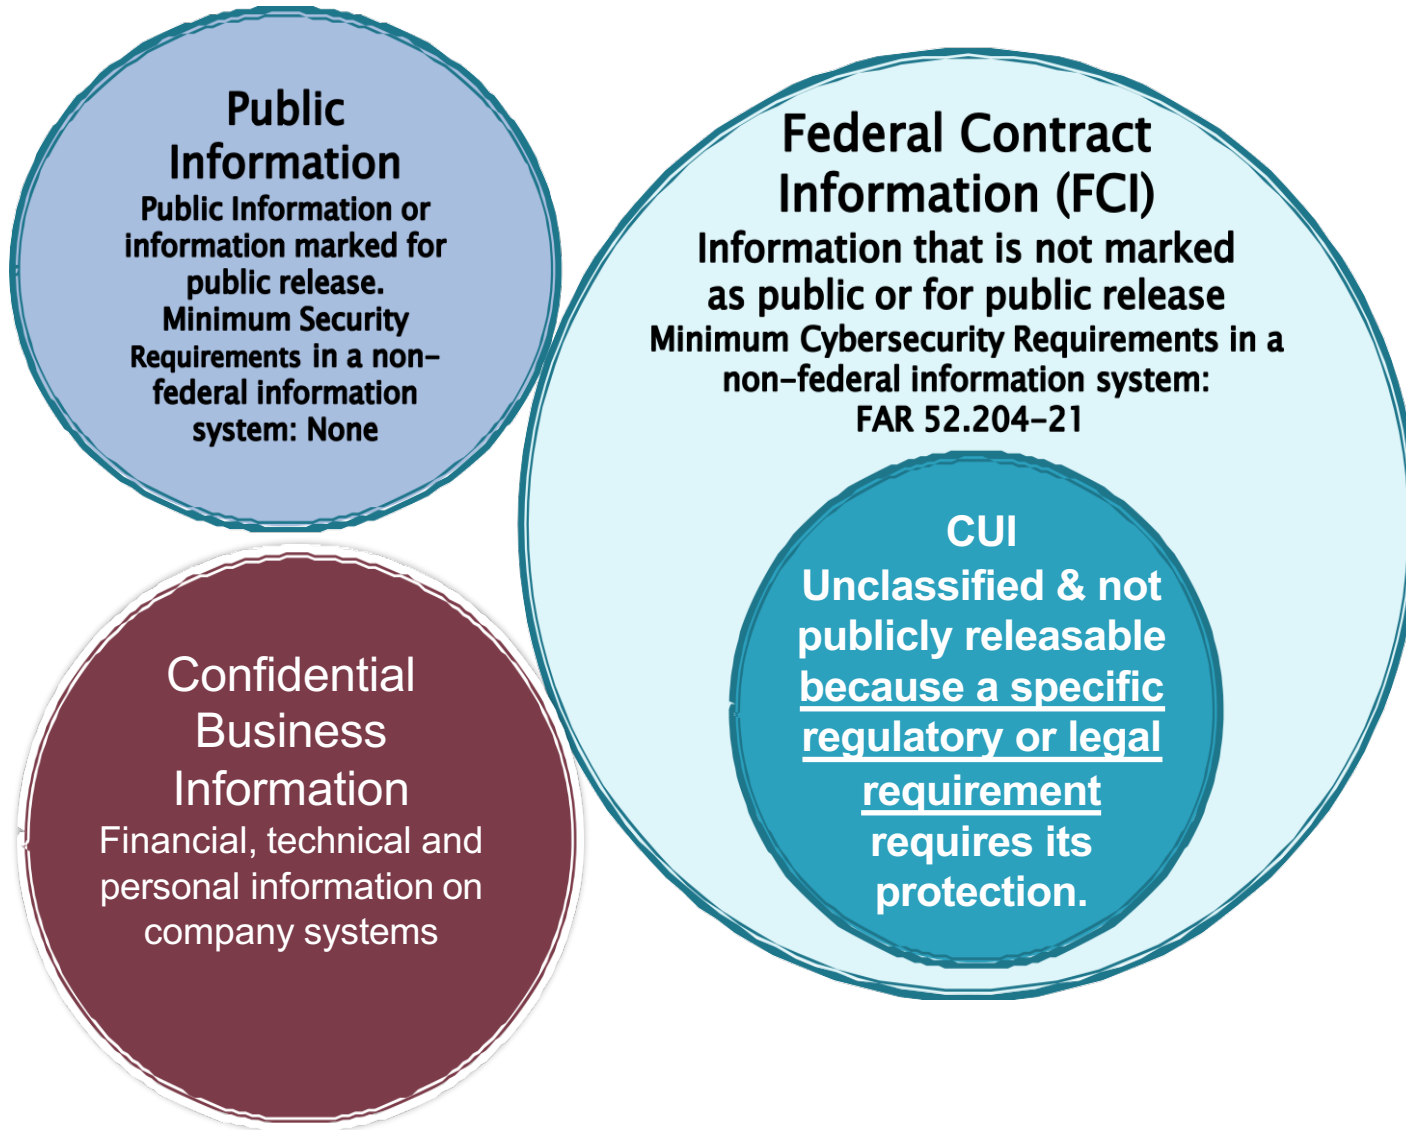 Public
Information
Public Information or
information marked for
public release.
Minimum Security
Requirements in a non-
federal information
system: None
Federal Contract
Information (FCI)
Information that is not marked
as public or for public release
Minimum Cybersecurity Requirements in a
non-federal information system:
FAR 52.204-21
CUI
Unclassified & not
publicly releasable
because a specific
regulatory or legal
requirement
requires its
protection.
Confidential
Business
Information
Financial, technical and
personal information on
company systems